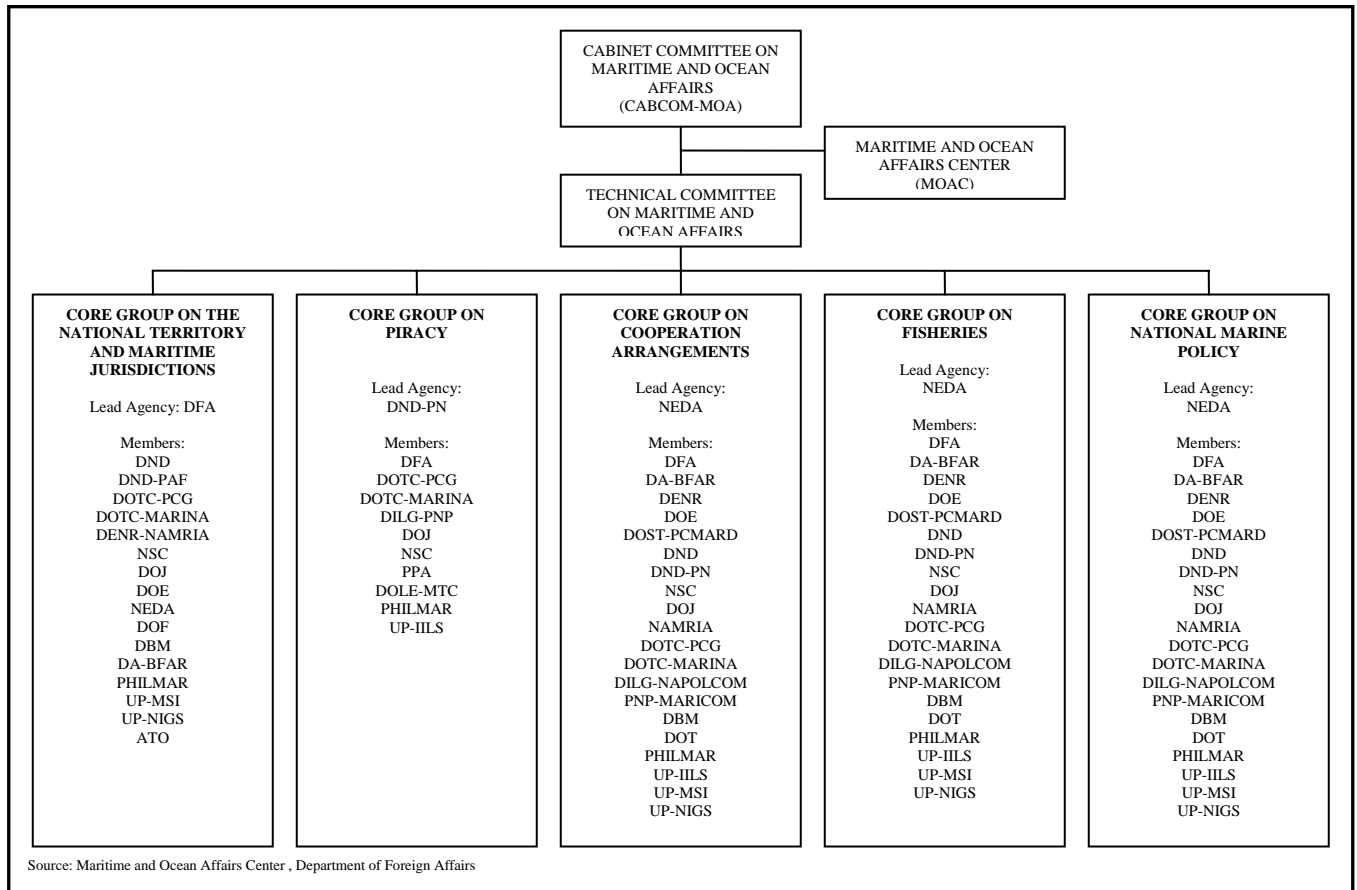 CABINET COMMITTEE ON
MARITIME AND OCEAN
AFFAIRS
(CABCOM-MOA)
MARITIME AND OCEAN
AFFAIRS CENTER
(MOAC)
TECHNICAL COMMITTEE
ON MARITIME AND
OCEAN AFFAIRS
CORE GROUP ON THE
NATIONAL TERRITORY
AND MARITIME
JURISDICTIONS
Lead Agency: DFA
Members:
DND
DND-PAF
DOTC-PCG
DOTC-MARINA
DENR-NAMRIA
NSC
DOJ
DOE
NEDA
DOF
DBM
DA-BFAR
PHILMAR
UP-MSI
UP-NIGS
ATO
CORE GROUP ON
PIRACY
Lead Agency:
DND-PN
Members:
DFA
DOTC-PCG
DOTC-MARINA
DILG-PNP
DOJ
NSC
PPA
DOLE-MTC
PHILMAR
UP-IILS
CORE GROUP ON
COOPERATION
ARRANGEMENTS
Lead Agency:
NEDA
Members:
DFA
DA-BFAR
DENR
DOE
DOST-PCMARD
DND
DND-PN
NSC
DOJ
NAMRIA
DOTC-PCG
DOTC-MARINA
DILG-NAPOLCOM
PNP-MARICOM
DBM
DOT
PHILMAR
UP-IILS
UP-MSI
UP-NIGS
CORE GROUP ON
FISHERIES
Lead Agency:
NEDA
Members:
DFA
DA-BFAR
DENR
DOE
DOST-PCMARD
DND
DND-PN
NSC
DOJ
NAMRIA
DOTC-PCG
DOTC-MARINA
DILG-NAPOLCOM
PNP-MARICOM
DBM
DOT
PHILMAR
UP-IILS
UP-MSI
UP-NIGS
CORE GROUP ON
NATIONAL MARINE
POLICY
Lead Agency:
NEDA
Members:
DFA
DA-BFAR
DENR
DOE
DOST-PCMARD
DND
DND-PN
NSC
DOJ
NAMRIA
DOTC-PCG
DOTC-MARINA
DILG-NAPOLCOM
PNP-MARICOM
DBM
DOT
PHILMAR
UP-IILS
UP-MSI
UP-NIGS
Source: Maritime and Ocean Affairs Center , Department of Foreign Affairs